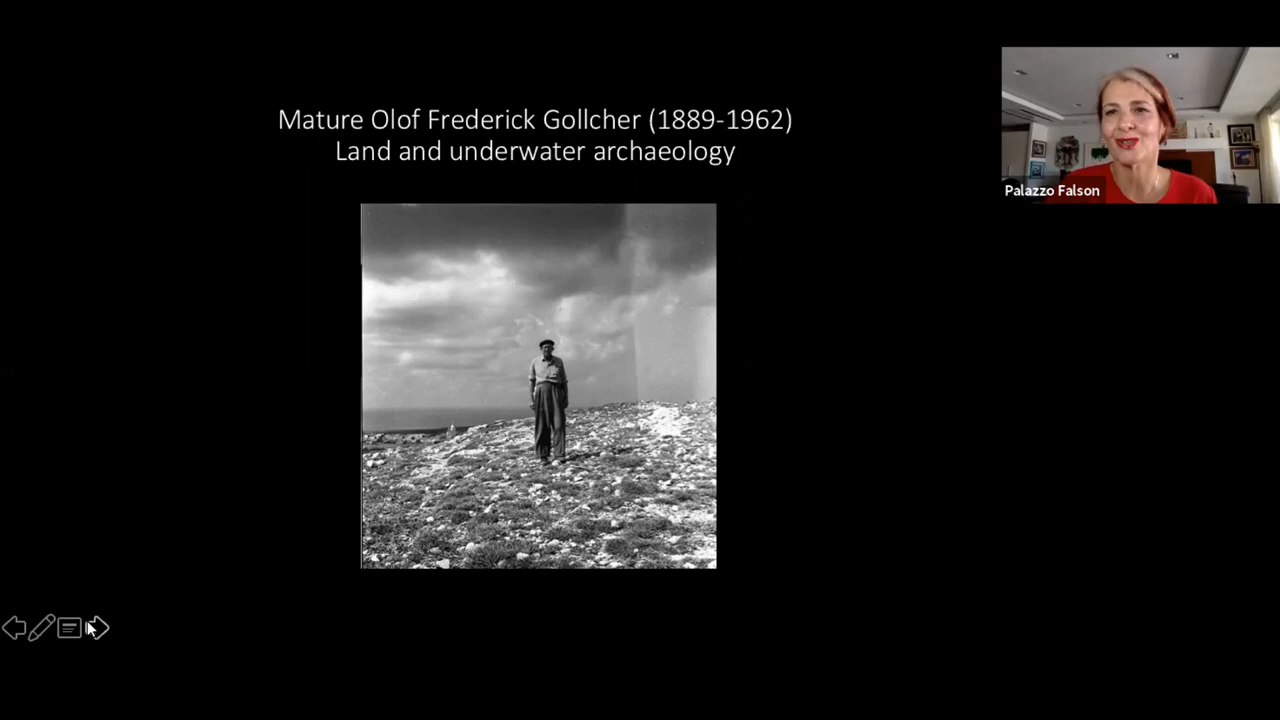 Mature Olof Frederick Gollcher (1889-1962)
Land and underwater archaeology
Palazzo Falson